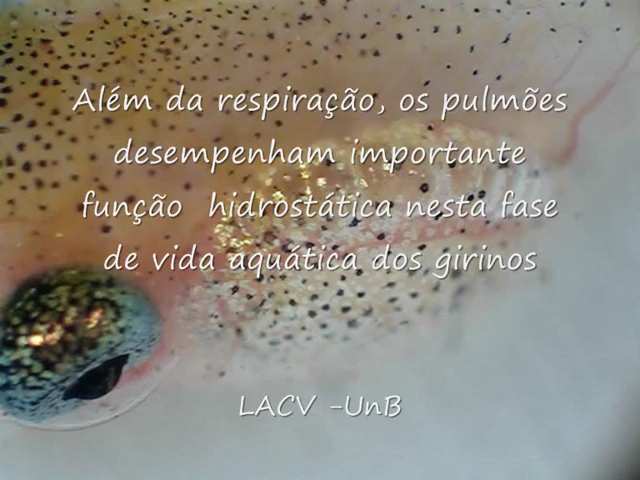 Além da respiração, os pulmões
desempenham importante
função hidrostática nesta fase
de vida aquática dos girinos
LACV -UnB